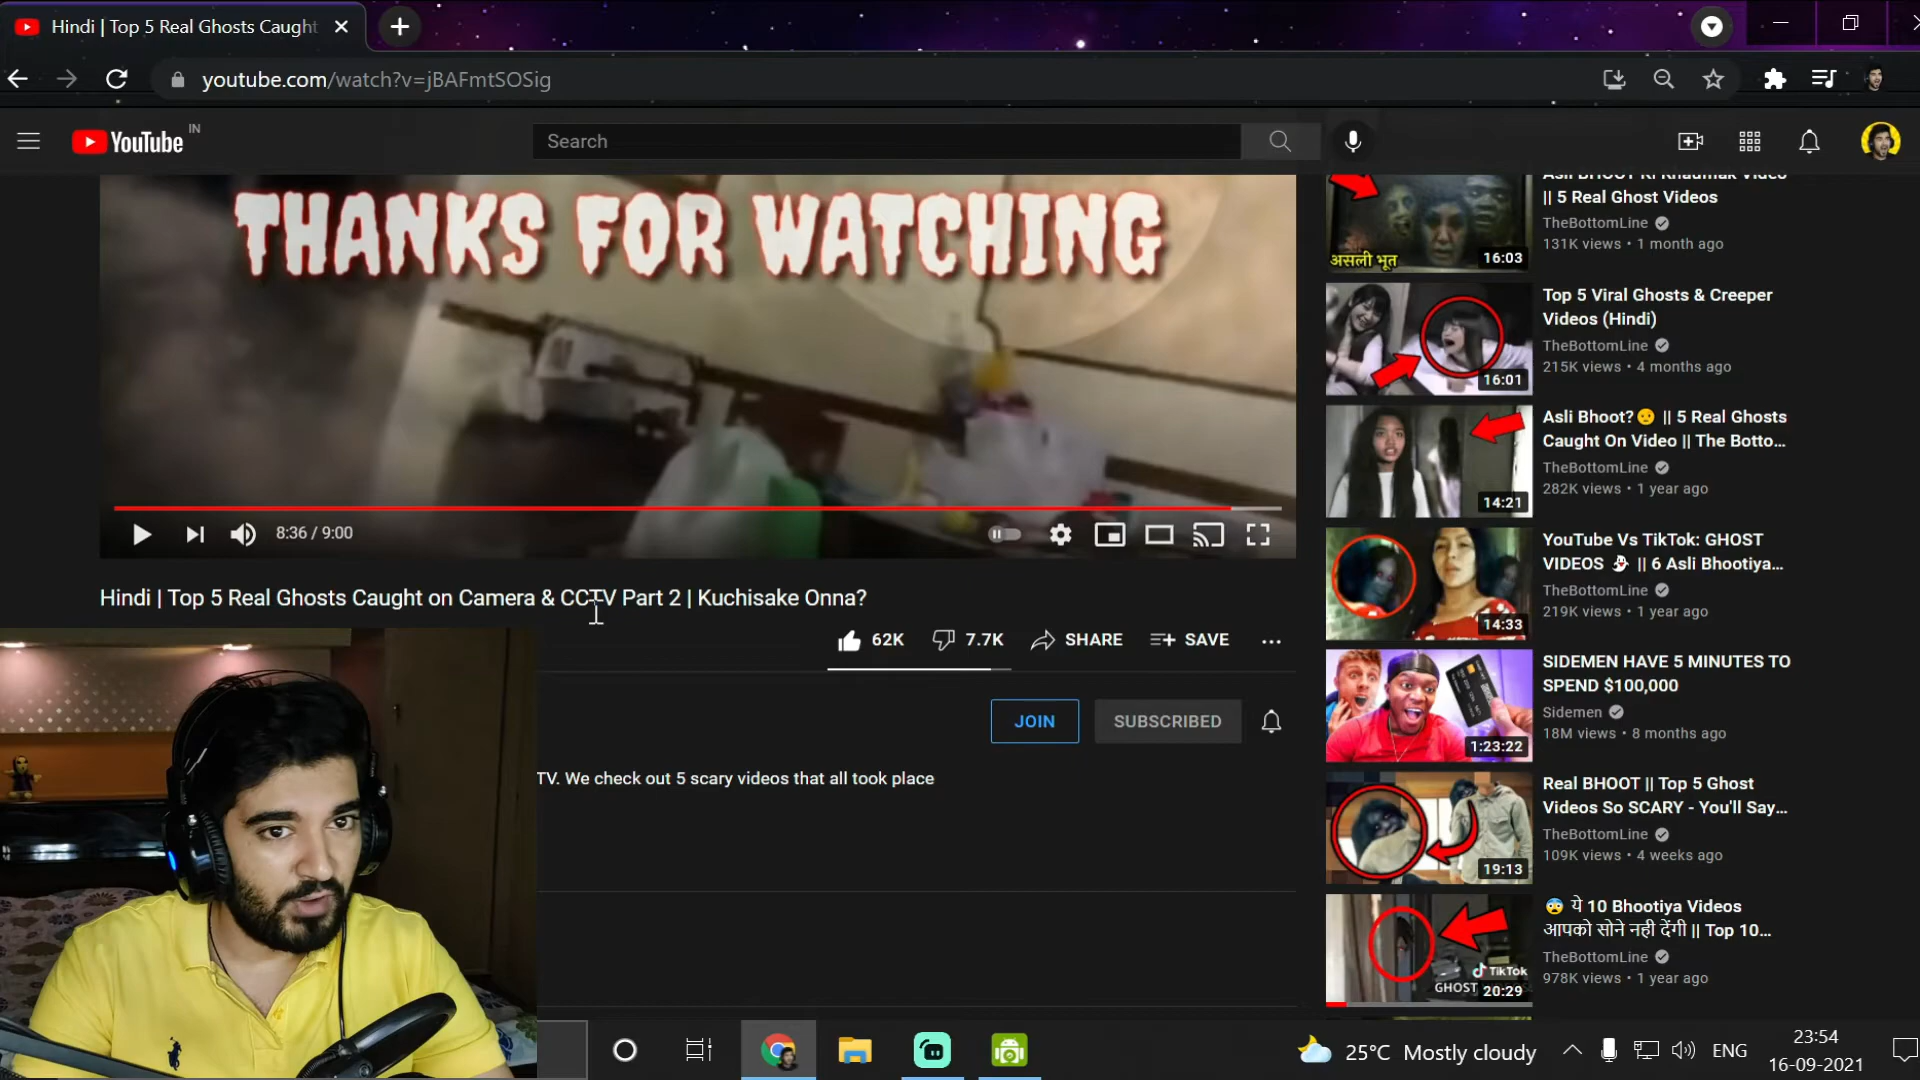 Hindi | Top 5 Real Ghosts Caught
youtube.com/watch?v=jBAFmtSOSig
YouTube IN
Search
THANKS FOR WATCHING
8:36 / 9:00
Hindi | Top 5 Real Ghosts Caught on Camera & CCTV Part 2 | Kuchisake Onna?
62K
7.7K
SHARE
SAVE
JOIN
SUBSCRIBED
TV. We check out 5 scary videos that all took place
असली भूत
16:03
Asli BHOOT Ki Khaufnak Video
|| 5 Real Ghost Videos
TheBottomLine
131K views • 1 month ago
16:01
Top 5 Viral Ghosts & Creeper
Videos (Hindi)
TheBottomLine
215K views • 4 months ago
14:21
Asli Bhoot?😟 || 5 Real Ghosts
Caught On Video || The Botto...
TheBottomLine
282K views • 1 year ago
14:33
YouTube Vs TikTok: GHOST
VIDEOS 👻 || 6 Asli Bhootiya...
TheBottomLine
219K views • 1 year ago
1:23:22
SIDEMEN HAVE 5 MINUTES TO
SPEND $100,000
Sidemen
18M views • 8 months ago
19:13
Real BHOOT || Top 5 Ghost
Videos So SCARY - You'll Say...
TheBottomLine
109K views • 4 weeks ago
TikTok
GHOST
20:29
😨 ये 10 Bhootiya Videos
आपको सोने नही देंगी || Top 10...
TheBottomLine
978K views • 1 year ago
25°C Mostly cloudy
ENG
23:54
16-09-2021